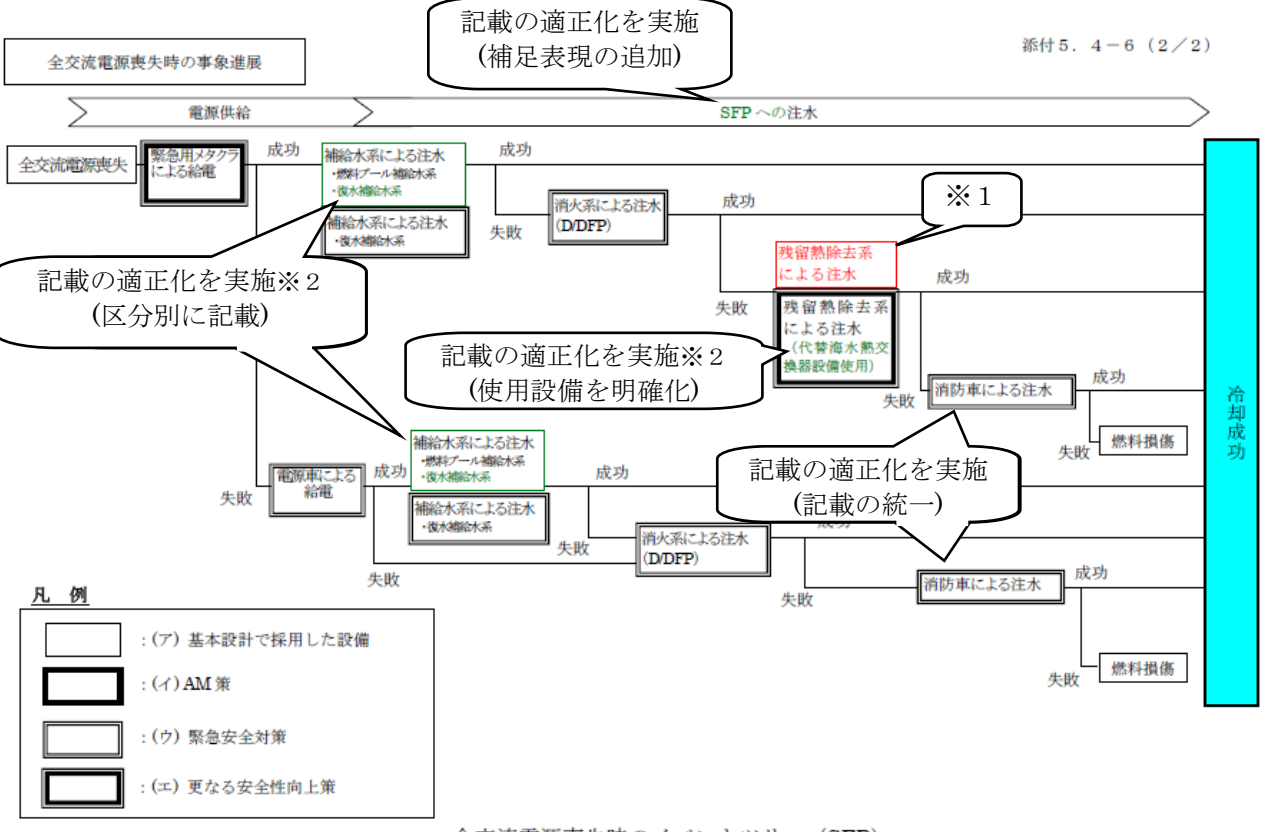 記載の適正化を実施
(補足表現の追加)
添付5.4-6(2/2)
全交流電源喪失時の事象進展
電源供給
SFPへの注水
全交流電源喪失
緊急用メタクラ
による給電
成功
補給水系による注水
・燃料プール補給水系
・復水補給水系
成功
補給水系による注水
・復水補給水系
失敗
消火系による注水
(D/DFP)
成功
※1
残留熱除去系
による注水
成功
失敗
残留熱除去系
による注水
(代替海水熱交
換器設備使用)
記載の適正化を実施※2
(区分別に記載)
記載の適正化を実施※2
(使用設備を明確化)
失敗
消防車による注水
成功
失敗
燃料損傷
冷却成功
失敗
電源車による
給電
成功
補給水系による注水
・燃料プール補給水系
・復水補給水系
成功
補給水系による注水
・復水補給水系
記載の適正化を実施
(記載の統一)
失敗
失敗
消火系による注水
(D/DFP)
成功
失敗
消防車による注水
成功
失敗
燃料損傷
凡 例
:(ア) 基本設計で採用した設備
:(イ) AM 策
:(ウ) 緊急安全対策
:(エ) 更なる安全性向上策